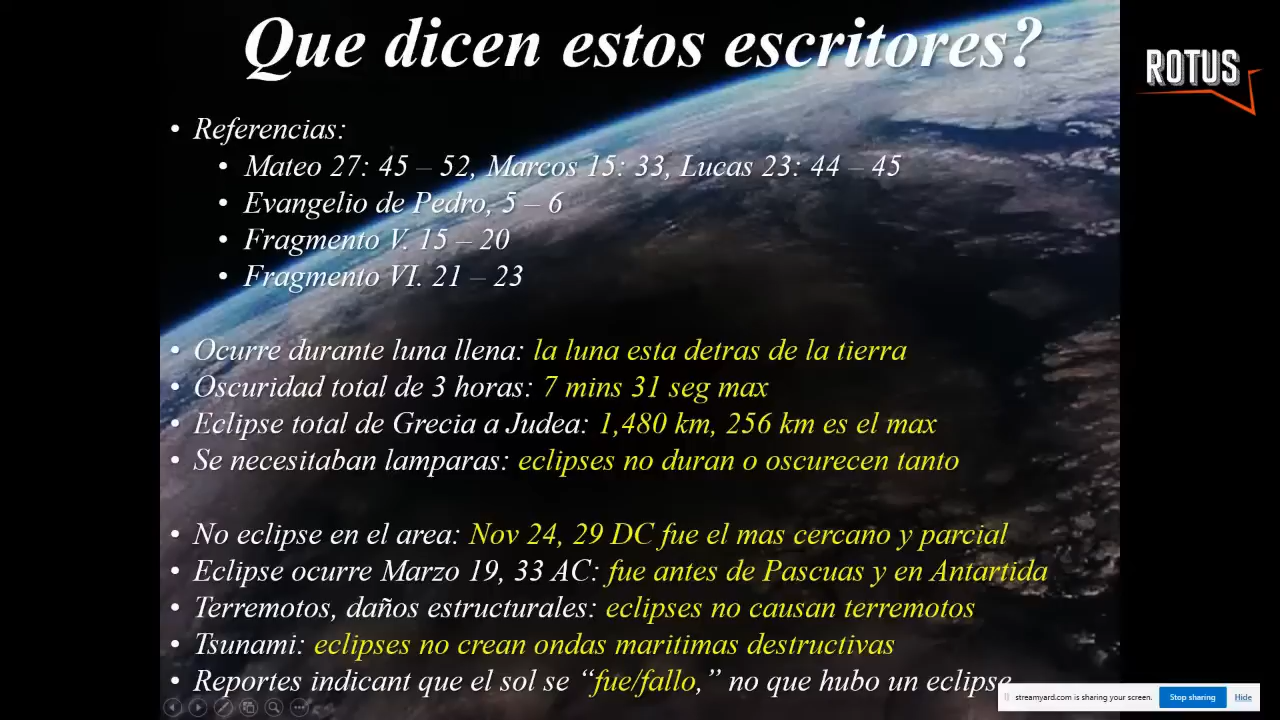 Que dicen estos escritores?
ROTUS
• Referencias:
• Mateo 27: 45 – 52, Marcos 15: 33, Lucas 23: 44 – 45
• Evangelio de Pedro, 5 – 6
• Fragmento V. 15 – 20
• Fragmento VI. 21 – 23
• Ocurre durante luna llena: la luna esta detras de la tierra
• Oscuridad total de 3 horas: 7 mins 31 seg max
• Eclipse total de Grecia a Judea: 1,480 km, 256 km es el max
• Se necesitaban lamparas: eclipses no duran o oscurecen tanto
• No eclipse en el area: Nov 24, 29 DC fue el mas cercano y parcial
• Eclipse ocurre Marzo 19, 33 AC: fue antes de Pascuas y en Antartida
• Terremotos, daños estructurales: eclipses no causan terremotos
• Tsunami: eclipses no crean ondas maritimas destructivas
• Reportes indicant que el sol se “fue/fallo,” no que hubo un eclipse
streamyard.com is sharing your screen. Stop sharing Hide